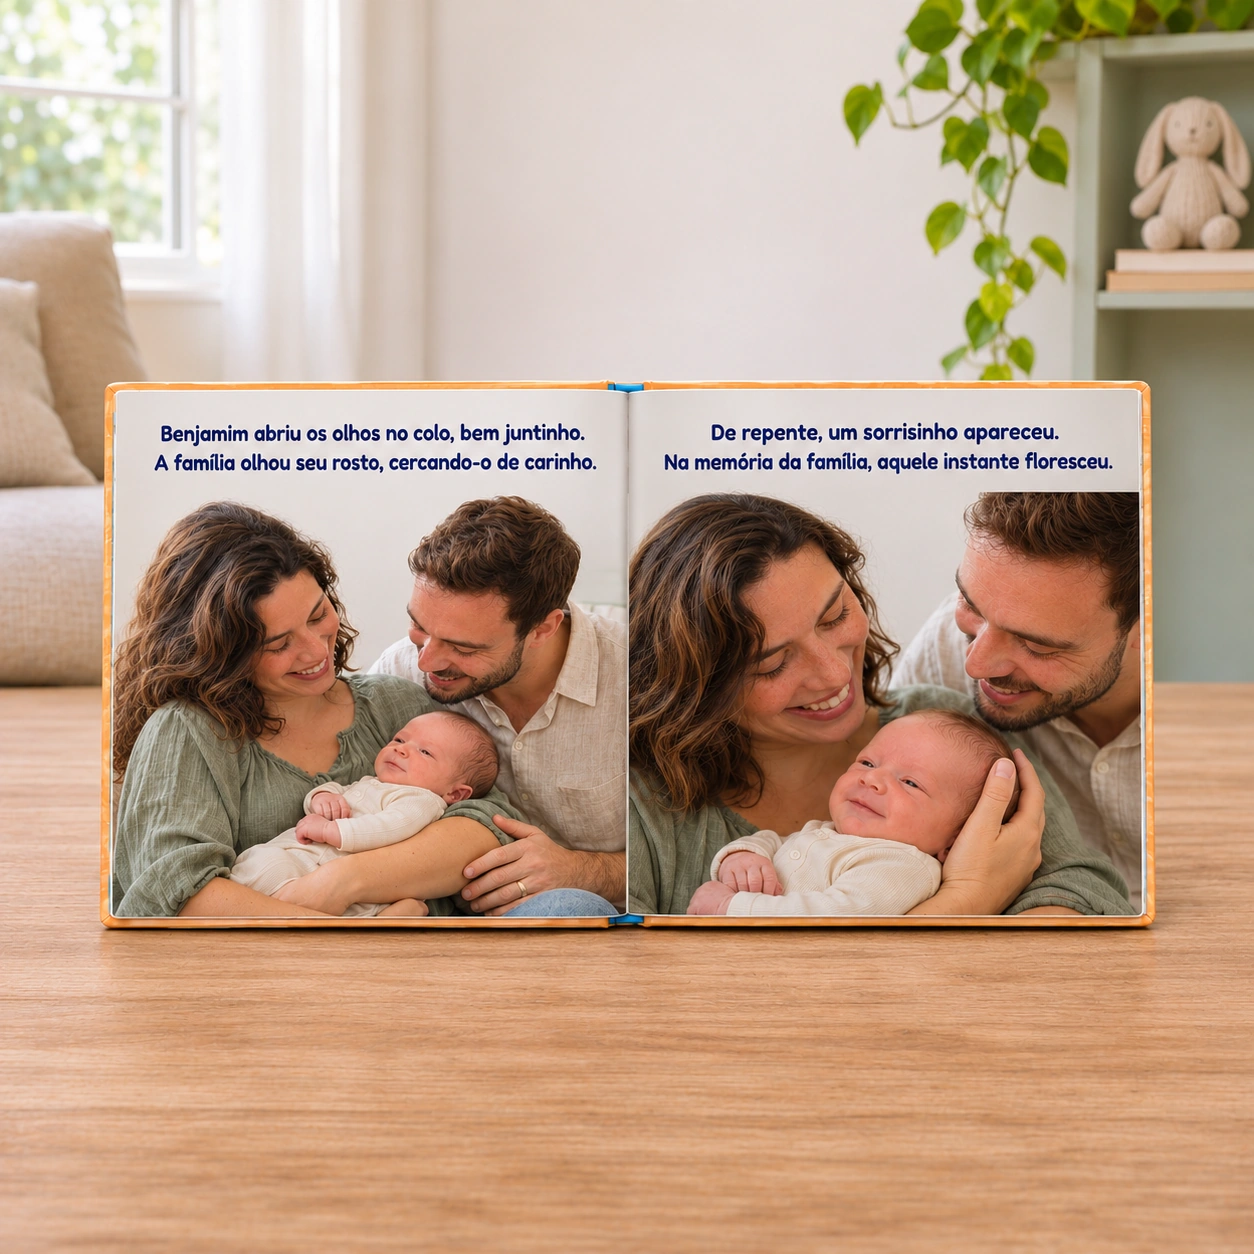 Benjamim abriu os olhos no colo, bem juntinho.
A família olhou seu rosto, cercando-o de carinho.
De repente, um sorrisinho apareceu.
Na memória da família, aquele instante floresceu.